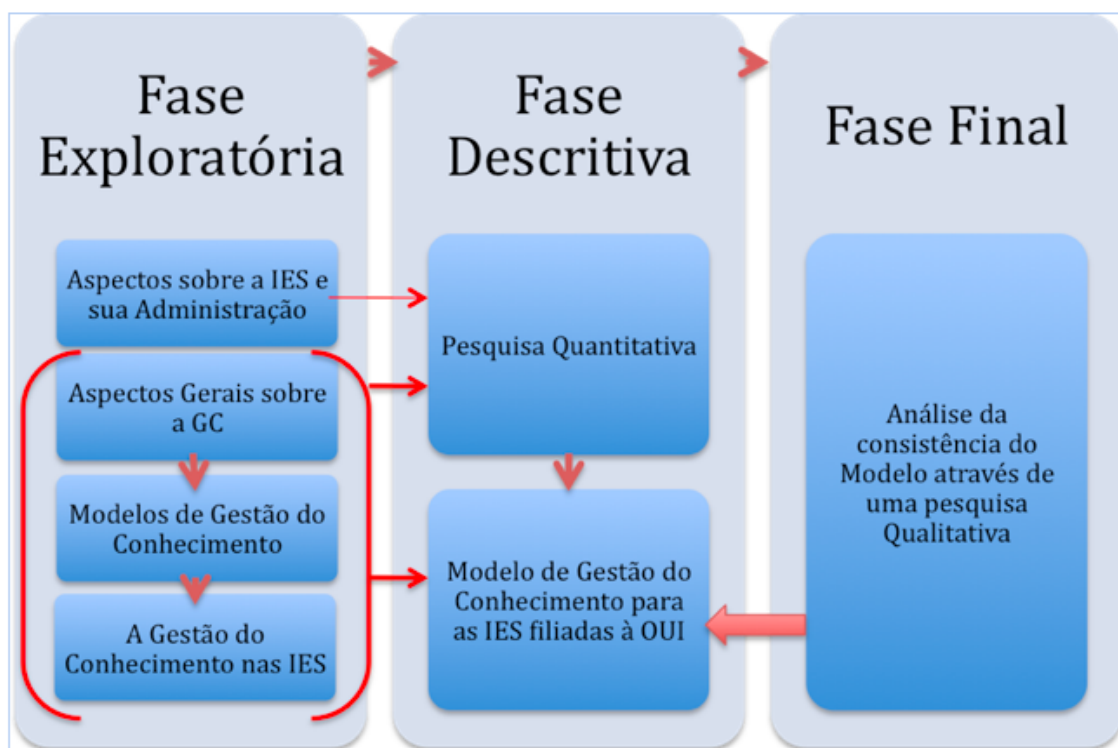 Fase
Exploratória
Aspectos sobre a IES e
sua Administração
Aspectos Gerais sobre
a GC
Modelos de Gestão do
Conhecimento
A Gestão do
Conhecimento nas IES
Fase
Descritiva
Pesquisa Quantitativa
Modelo de Gestão do
Conhecimento para
as IES filiadas à OUI
Fase Final
Análise da
consistência do
Modelo através de
uma pesquisa
Qualitativa